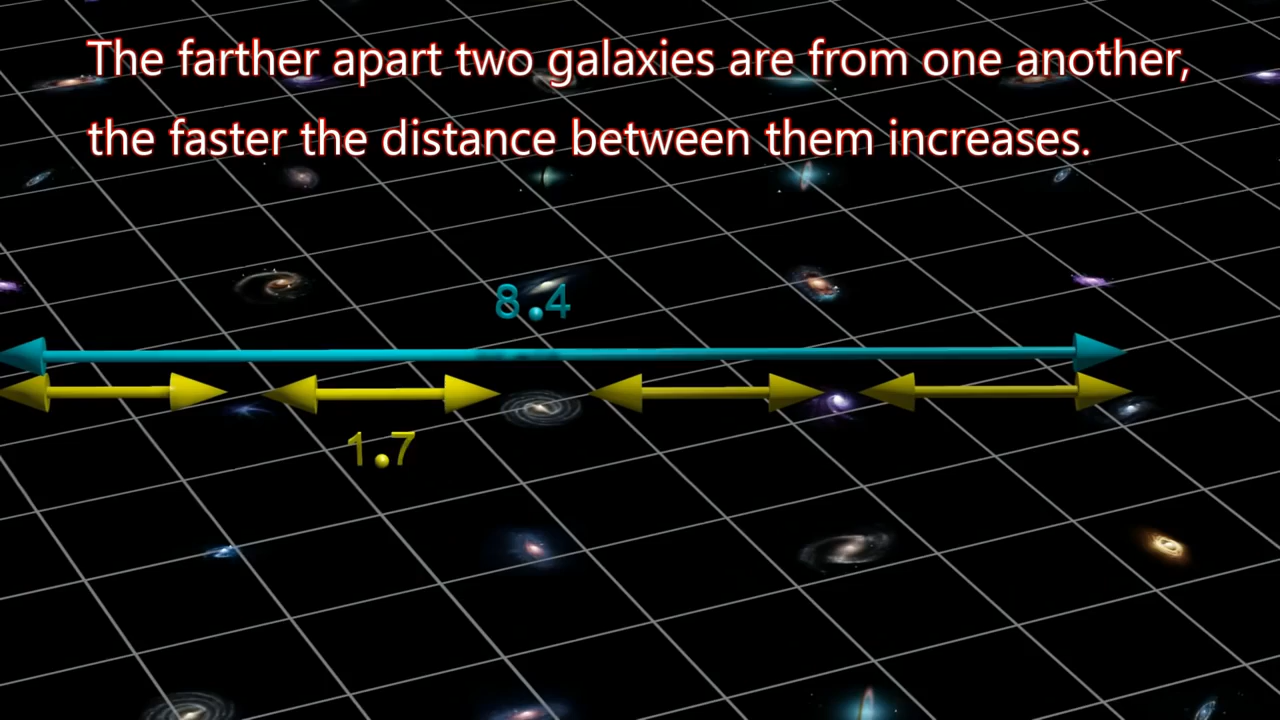 The farther apart two galaxies are from one another,
the faster the distance between them increases.
8.4
1.7